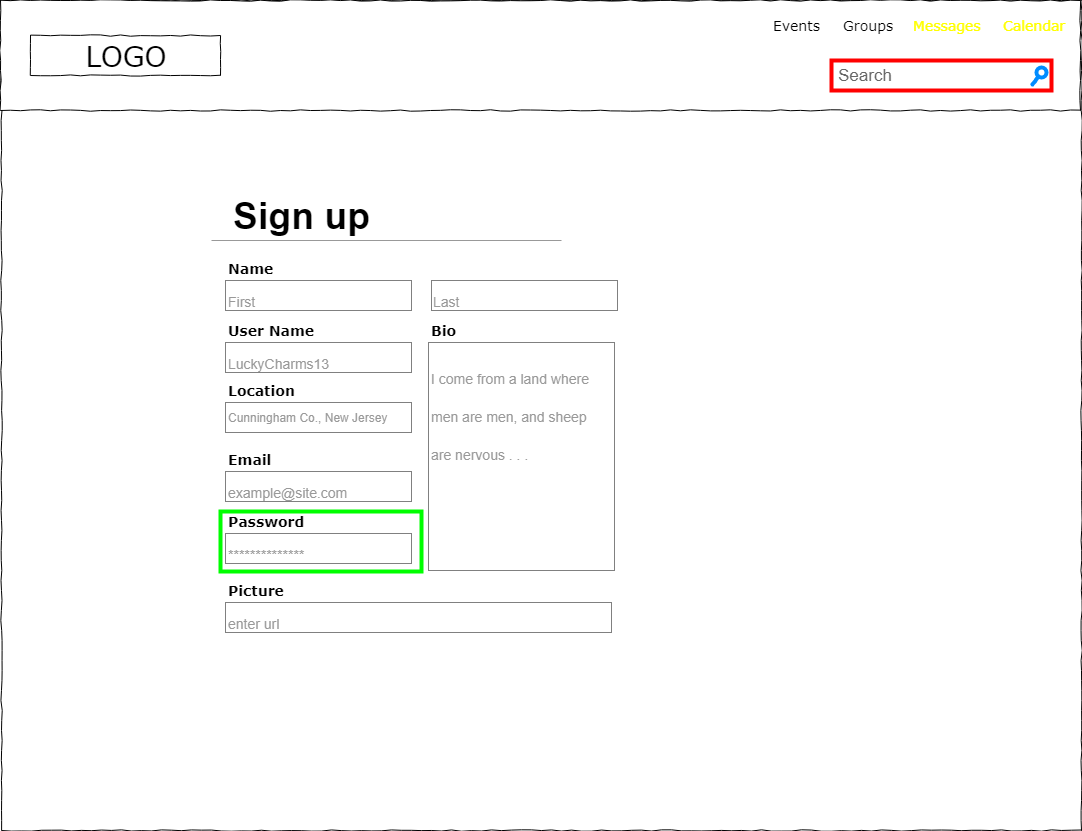 Events Groups Messages Calendar
LOGO
Search
Sign up
Name
First Last
User Name
LuckyCharms13
Location
Cunningham Co., New Jersey
Email
example@site.com
Password
**************
Bio
I come from a land where
men are men, and sheep
are nervous . . .
Picture
enter url